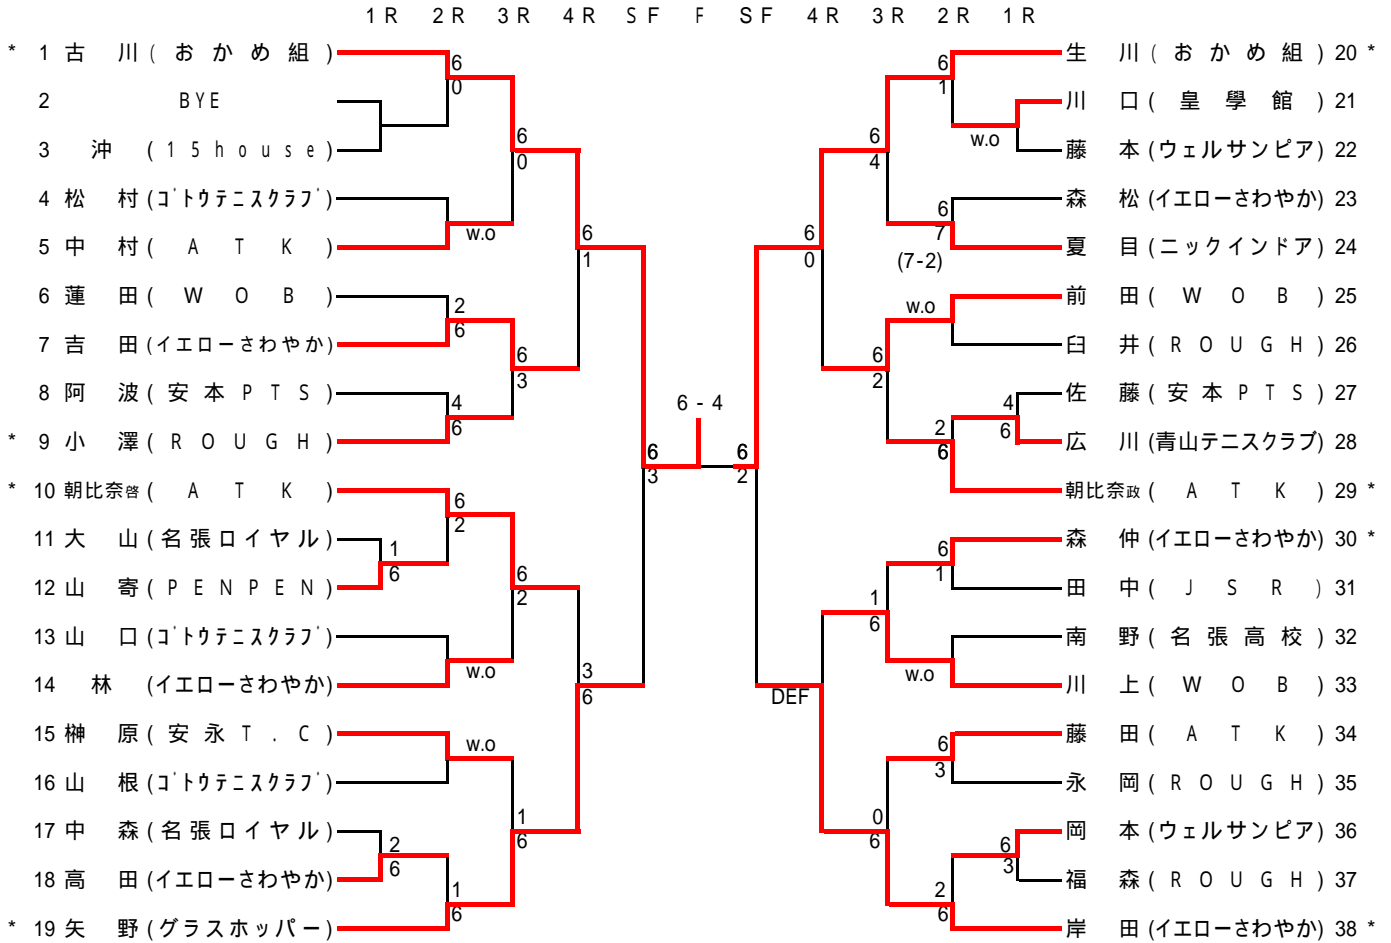 1R 2R 3R 4R SF F SF 4R 3R 2R 1R
* 1 古 川 ( お か め 組 )
2 BYE
3 沖 ( 1 5 h o u s e )
4 松 村 (ゴトウテニスクラブ)
5 中 村 ( A T K )
6 蓮 田 ( W O B )
7 吉 田 (イエローさわやか)
8 阿 波 ( 安 本 P T S )
* 9 小 澤 ( R O U G H )
* 10 朝比奈啓 ( A T K )
11 大 山 ( 名 張 ロ イ ヤ ル )
12 山 寄 ( P E N P E N )
13 山 口 (ゴトウテニスクラブ)
14 林 (イエローさわやか)
15 榊 原 ( 安 永 T . C )
16 山 根 (ゴトウテニスクラブ)
17 中 森 ( 名 張 ロ イ ヤ ル )
18 高 田 (イエローさわやか)
* 19 矢 野 (グラスホッパー)
6
0
w.o
2
6
4
6
6
2
1
6
w.o
w.o
2
6
1
6
6
0
6
3
6
2
1
6
6
1
3
6
6
3
6 - 4
6
2
6
0
DEF
6
4
6
2
1
6
0
6
6
1
w.o
6
7
(7-2)
w.o
2
6
4
6
6
1
w.o
6
3
2
6
6
3
生 川 ( お か め 組 ) 20 *
川 口 ( 皇 學 館 ) 21
藤 本 (ウェルサンピア) 22
森 松 (イエローさわやか) 23
夏 目 (ニックインドア) 24
前 田 ( W O B ) 25
臼 井 ( R O U G H ) 26
佐 藤 ( 安 本 P T S ) 27
広 川 (青山テニスクラブ) 28
朝比奈政 ( A T K ) 29 *
森 仲 (イエローさわやか) 30 *
田 中 ( J S R ) 31
南 野 ( 名 張 高 校 ) 32
川 上 ( W O B ) 33
藤 田 ( A T K ) 34
永 岡 ( R O U G H ) 35
岡 本 (ウェルサンピア) 36
福 森 ( R O U G H ) 37
岸 田 (イエローさわやか) 38 *